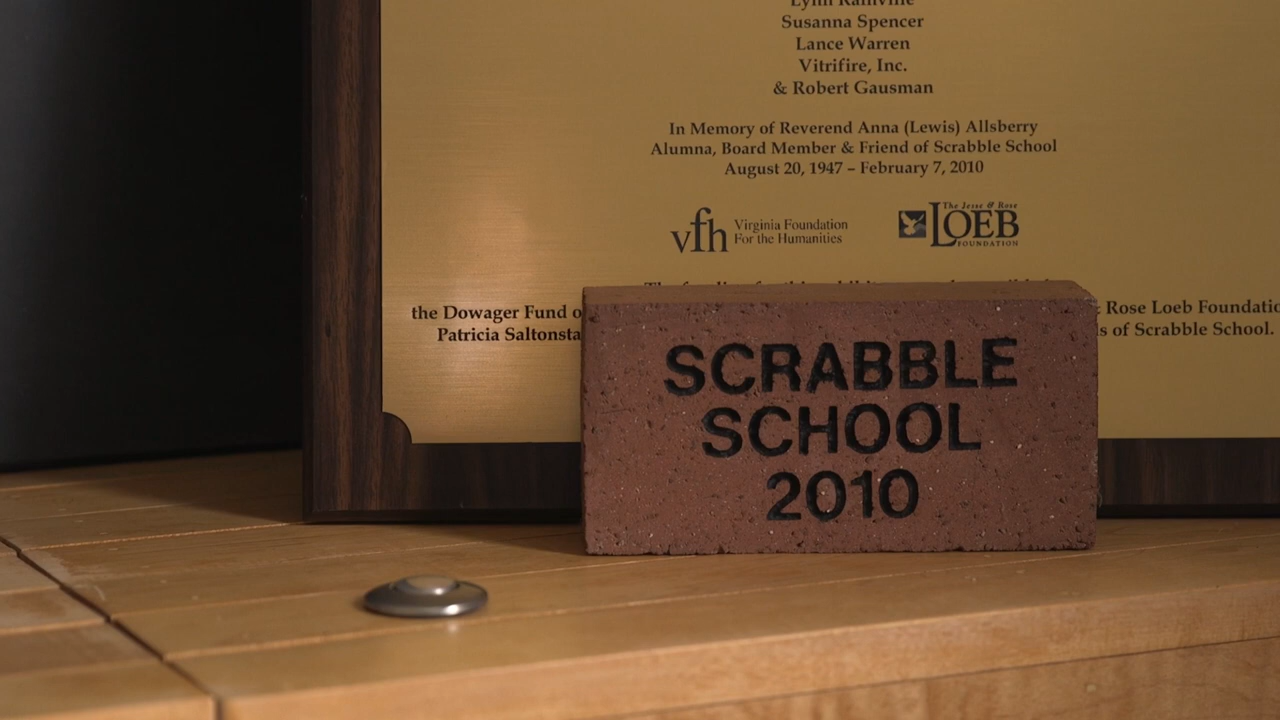 Lynn Rainville
Susanna Spencer
Lance Warren
Vitrifire, Inc.
& Robert Gausman
In Memory of Reverend Anna (Lewis) Allsberry
Alumna, Board Member & Friend of Scrabble School
August 20, 1947 – February 7, 2010
vfh Virginia Foundation
For the Humanities
The Jesse & Rose
LOEB
FOUNDATION
the Dowager Fund
Rose Loeb
Patricia
of Scrabble School.
SCRABBLE
SCHOOL
2010